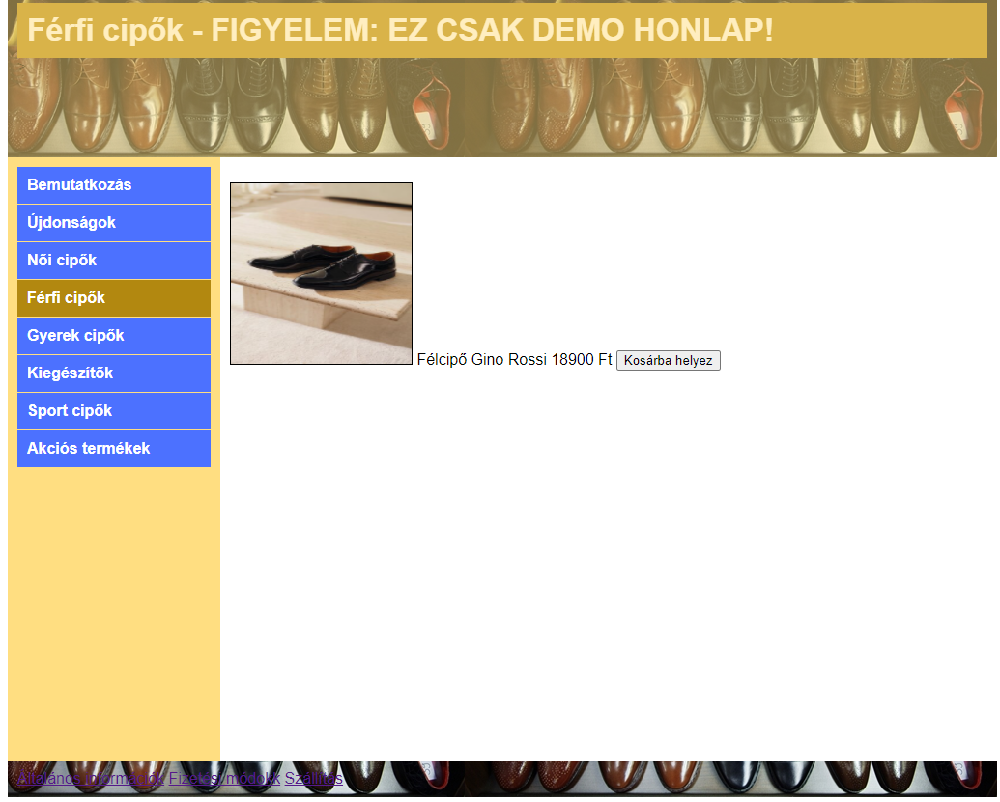 Férfi cipők - FIGYELEM: EZ CSAK DEMO HONLAP!
Bemutatkozás
Újdonságok
Női cipők
Férfi cipők
Gyerek cipők
Kiegészítők
Sport cipők
Akciós termékek
Félcipő Gino Rossi 18900 Ft Kosárba helyez
Általános információk Fizetési módokk Szállítás